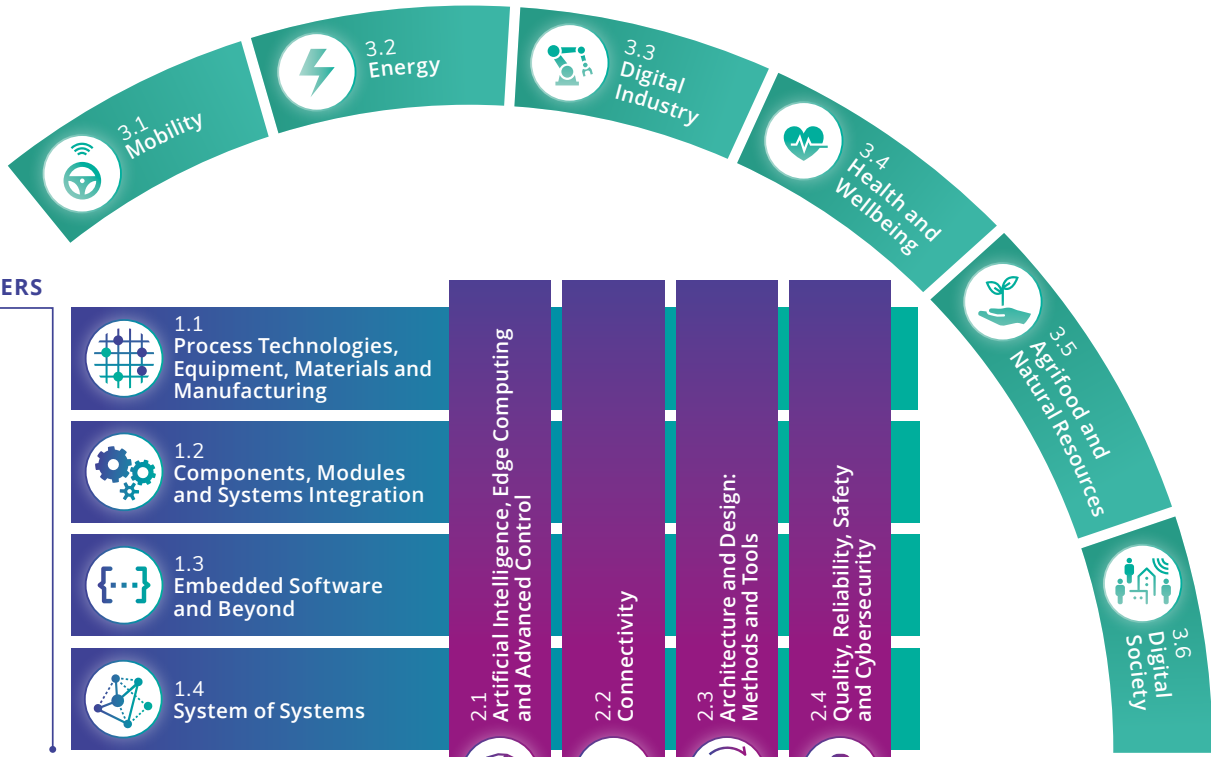 3.1
Mobility
3.2
Energy
3.3
Digital
Industry
3.4
Health and
Wellbeing
3.5
Agrifood and
Natural Resources
3.6
Digital
Society
ERS
1.1
Process Technologies,
Equipment, Materials and
Manufacturing
1.2
Components, Modules
and Systems Integration
1.3
Embedded Software
and Beyond
1.4
System of Systems
2.1
Artificial Intelligence, Edge Computing
and Advanced Control
2.2
Connectivity
2.3
Architecture and Design:
Methods and Tools
2.4
Quality, Reliability, Safety
and Cybersecurity